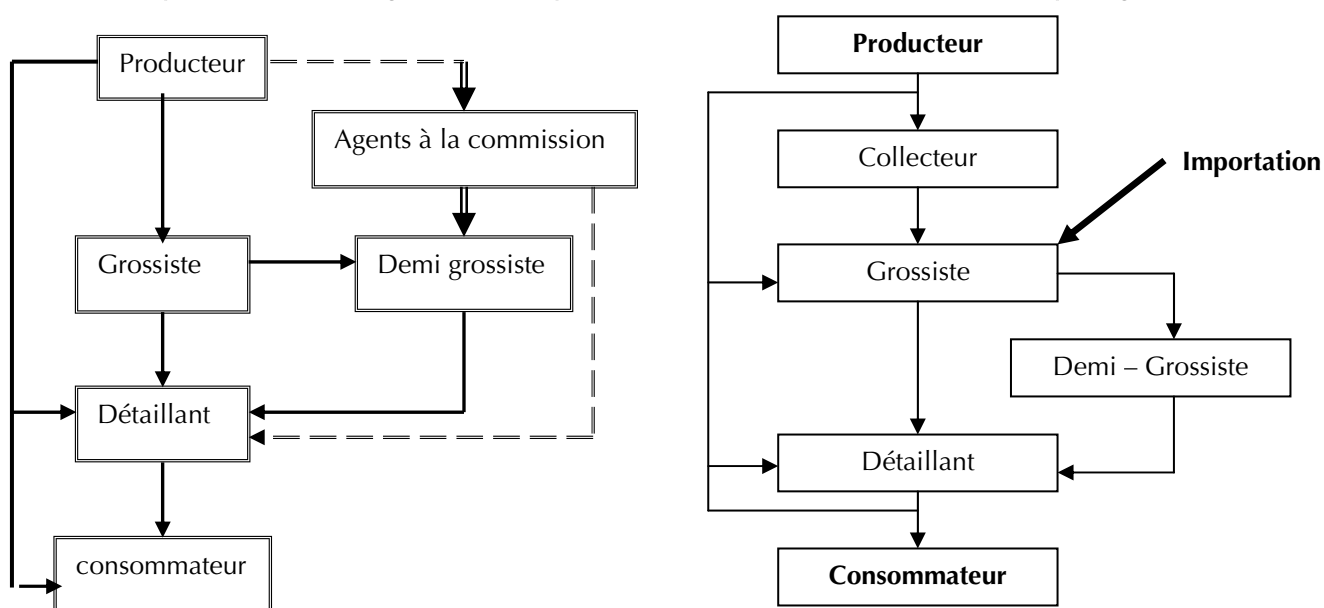 Producteur
Agents à la commission
Grossiste
Demi grossiste
Détaillant
consommateur
Producteur
Collecteur
Importation
Grossiste
Demi – Grossiste
Détaillant
Consommateur